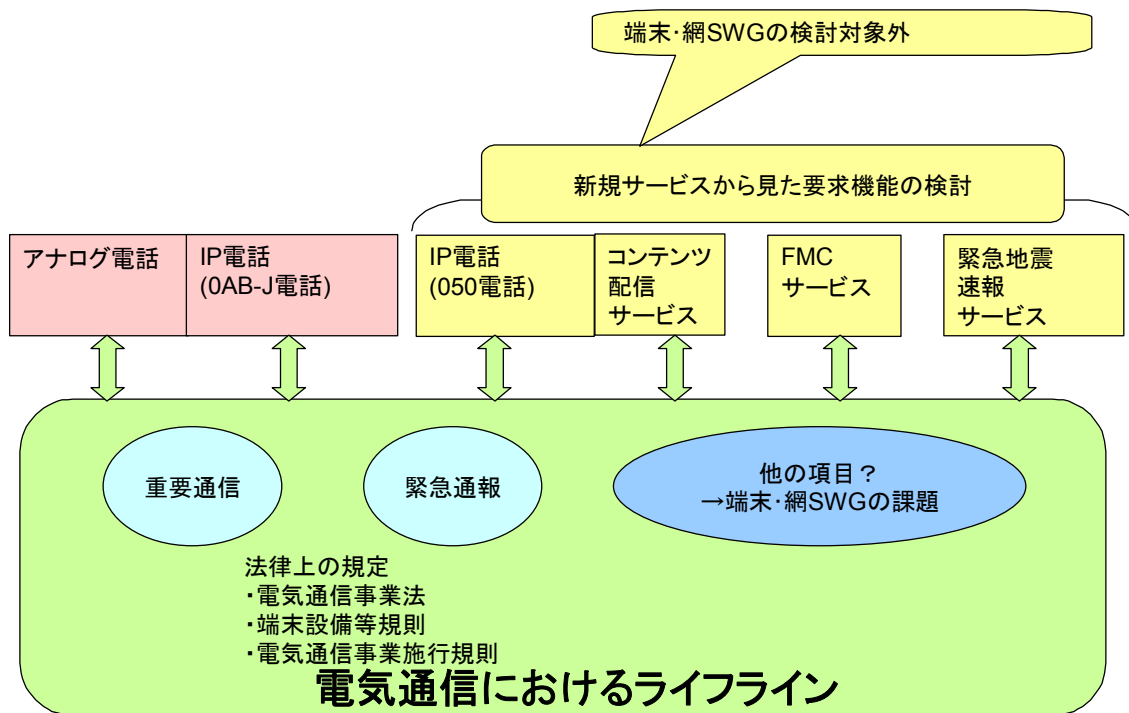 端末･網SWGの検討対象外
新規サービスから見た要求機能の検討
アナログ電話
IP電話
(0AB-J電話)
IP電話
(050電話)
コンテンツ
配信
サービス
FMC
サービス
緊急地震
速報
サービス
重要通信
緊急通報
他の項目？
→端末･網SWGの課題
法律上の規定
・電気通信事業法
・端末設備等規則
・電気通信事業施行規則
電気通信におけるライフライン